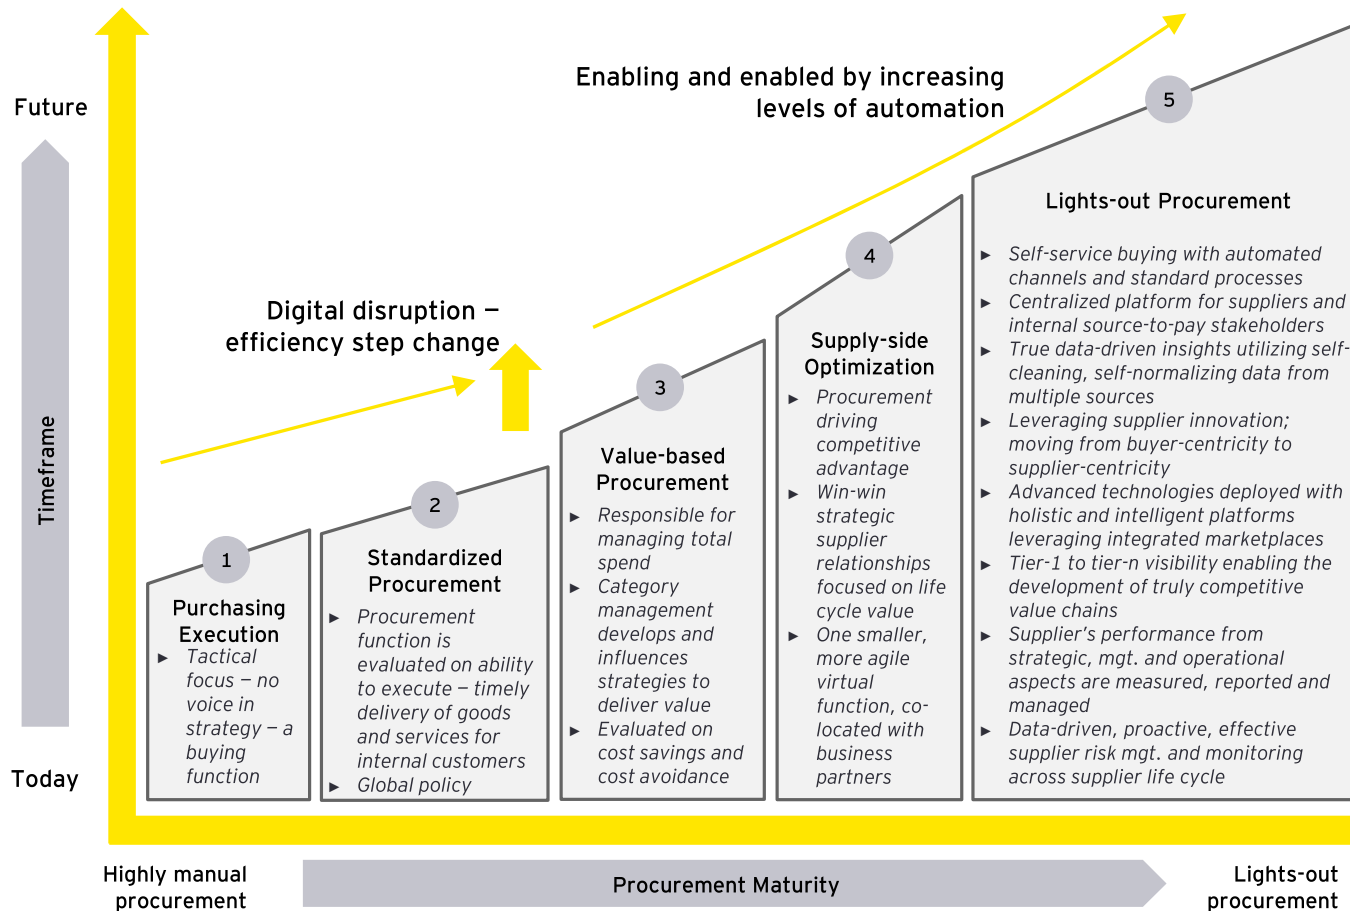 Future
Timeframe
Today
Enabling and enabled by increasing
levels of automation
Digital disruption –
efficiency step change
1
Purchasing
Execution
► Tactical
focus – no
voice in
strategy – a
buying
function
2
Standardized
Procurement
► Procurement
function is
evaluated on ability
to execute – timely
delivery of goods
and services for
internal customers
► Global policy
3
Value-based
Procurement
► Responsible for
managing total
spend
► Category
management
develops and
influences
strategies to
deliver value
► Evaluated on
cost savings and
cost avoidance
4
Supply-side
Optimization
► Procurement
driving
competitive
advantage
► Win-win
strategic
supplier
relationships
focused on life
cycle value
► One smaller,
more agile
virtual
function, co-
located with
business
partners
5
Lights-out Procurement
► Self-service buying with automated
channels and standard processes
► Centralized platform for suppliers and
internal source-to-pay stakeholders
► True data-driven insights utilizing self-
cleaning, self-normalizing data from
multiple sources
► Leveraging supplier innovation;
moving from buyer-centricity to
supplier-centricity
► Advanced technologies deployed with
holistic and intelligent platforms
leveraging integrated marketplaces
► Tier-1 to tier-n visibility enabling the
development of truly competitive
value chains
► Supplier’s performance from
strategic, mgt. and operational
aspects are measured, reported and
managed
► Data-driven, proactive, effective
supplier risk mgt. and monitoring
across supplier life cycle
Highly manual
procurement
Procurement Maturity
Lights-out
procurement